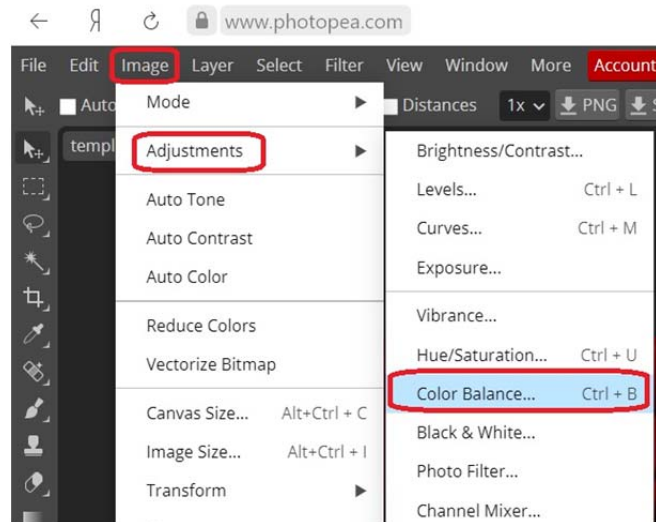 Я www.photopea.com
File Edit Image Layer Select Filter View Window More Account
Auto Distances 1x PNG
templ
Mode
Adjustments
Auto Tone
Auto Contrast
Auto Color
Reduce Colors
Vectorize Bitmap
Canvas Size... Alt+Ctrl + C
Image Size... Alt+Ctrl + I
Transform
Brightness/Contrast...
Levels... Ctrl + L
Curves... Ctrl + M
Exposure...
Vibrance...
Hue/Saturation... Ctrl + U
Color Balance... Ctrl + B
Black & White...
Photo Filter...
Channel Mixer...